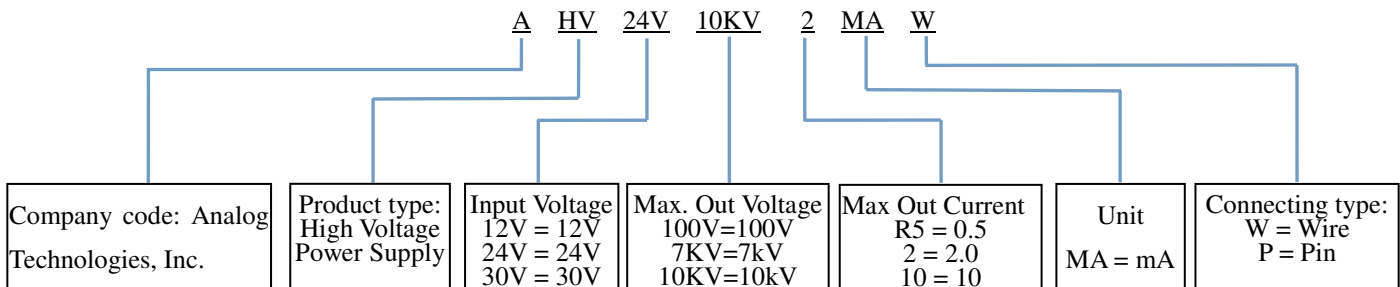 A HV 24V 10KV 2 MA W
Company code: Analog
Technologies, Inc.
Product type:
High Voltage
Power Supply
Input Voltage
12V = 12V
24V = 24V
30V = 30V
Max. Out Voltage
100V=100V
7KV=7kV
10KV=10kV
Max Out Current
R5 = 0.5
2 = 2.0
10 = 10
Unit
MA = mA
Connecting type:
W = Wire
P = Pin